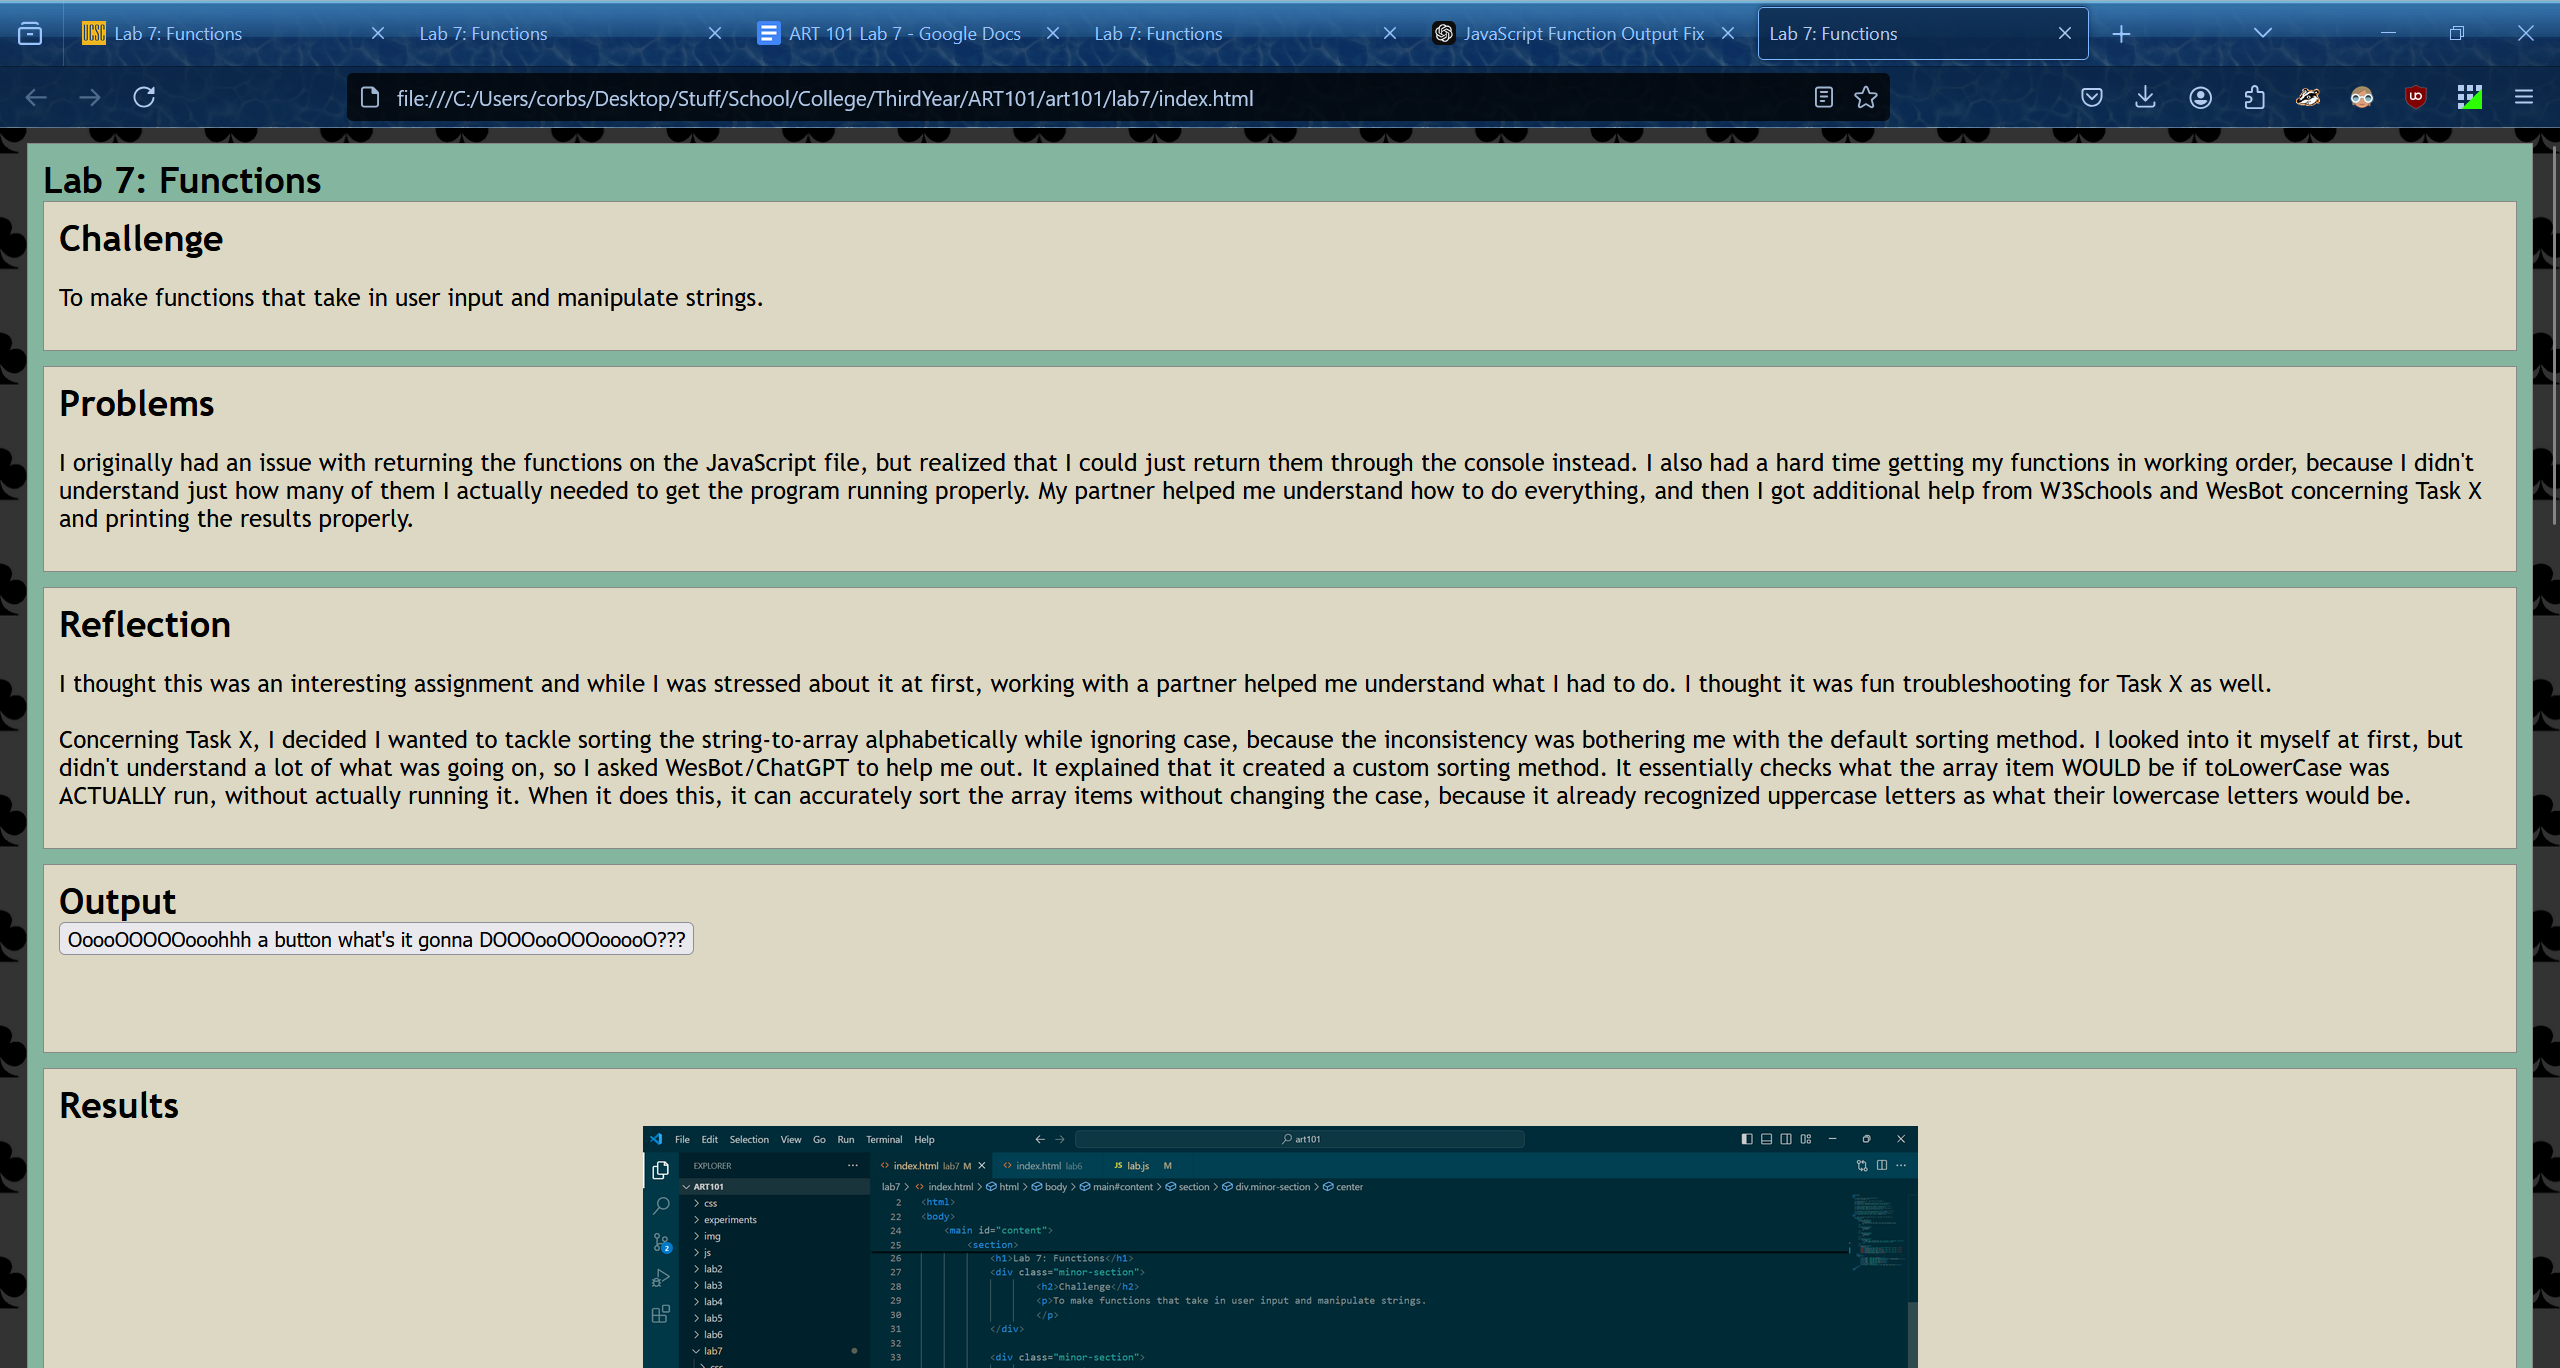 Lab 7: Functions
Lab 7: Functions
ART 101 Lab 7 - Google Docs
Lab 7: Functions
JavaScript Function Output Fix
Lab 7: Functions
file:///C:/Users/corbs/Desktop/Stuff/School/College/ThirdYear/ART101/art101/lab7/index.html
Lab 7: Functions
Challenge
To make functions that take in user input and manipulate strings.
Problems
I originally had an issue with returning the functions on the JavaScript file, but realized that I could just return them through the console instead. I also had a hard time getting my functions in working order, because I didn't
understand just how many of them I actually needed to get the program running properly. My partner helped me understand how to do everything, and then I got additional help from W3Schools and WesBot concerning Task X
and printing the results properly.
Reflection
I thought this was an interesting assignment and while I was stressed about it at first, working with a partner helped me understand what I had to do. I thought it was fun troubleshooting for Task X as well.
Concerning Task X, I decided I wanted to tackle sorting the string-to-array alphabetically while ignoring case, because the inconsistency was bothering me with the default sorting method. I looked into it myself at first, but
didn't understand a lot of what was going on, so I asked WesBot/ChatGPT to help me out. It explained that it created a custom sorting method. It essentially checks what the array item WOULD be if toLowerCase was
ACTUALLY run, without actually running it. When it does this, it can accurately sort the array items without changing the case, because it already recognized uppercase letters as what their lowercase letters would be.
Output
OoooOOOOOooohhh a button what's it gonna DOOOooOOOooooO???
Results
File Edit Selection View Go Run Terminal Help
art101
EXPLORER
index.html lab7 M
index.html lab6
JS lab.js M
ART101
lab7 > index.html > html > body > main#content > section > div.minor-section > center
css
experiments
img
js
lab2
lab3
lab4
lab5
lab6
lab7
2 <html>
22 <body>
24 <main id="content">
25 <section>
26 <h1>Lab 7: Functions</h1>
27 <div class="minor-section">
28 <h2>Challenge</h2>
29 <p>To make functions that take in user input and manipulate strings.
30 </p>
31 </div>
32
33 <div class="minor-section">